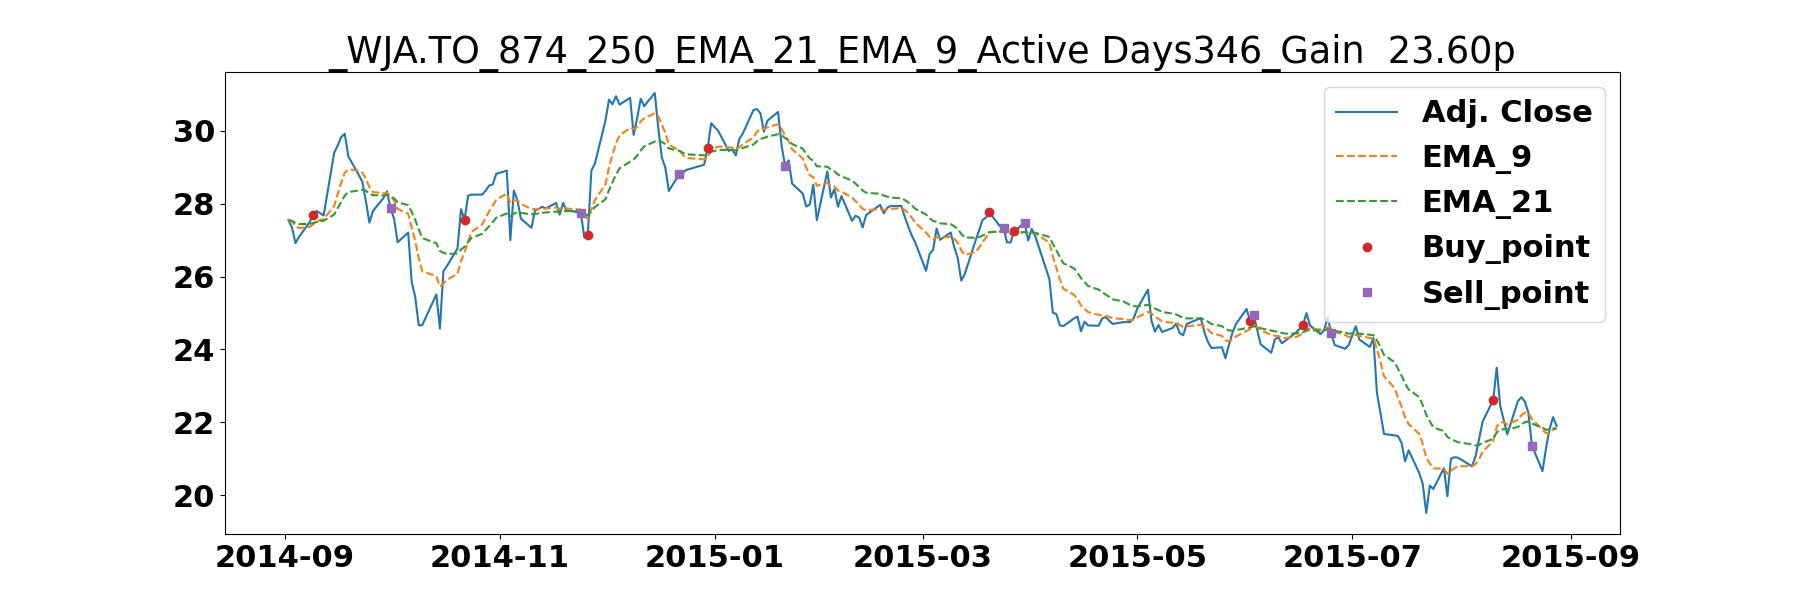 _WJA.TO_874_250_EMA_21_EMA_9_Active Days346_Gain  23.60p
Adj. Close
EMA_9
EMA_21
Buy_point
Sell_point
30
28
26
24
22
20
2014-09 2014-11 2015-01 2015-03 2015-05 2015-07 2015-09